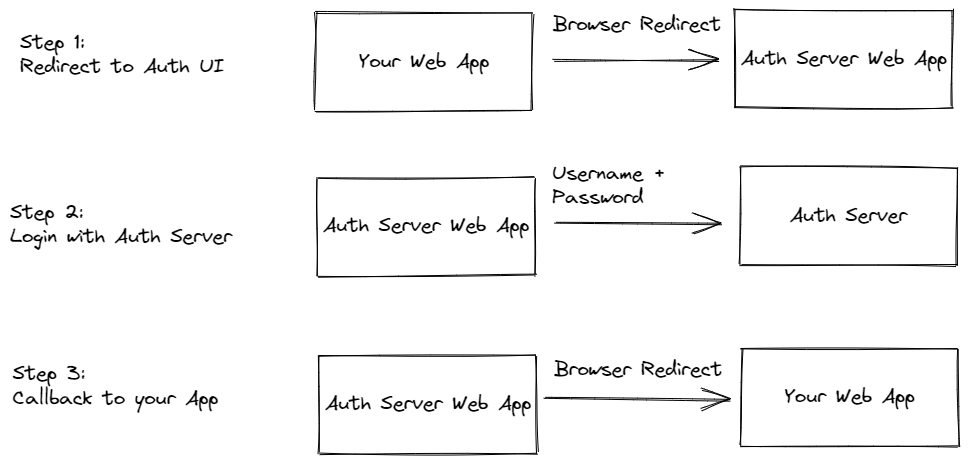 Step 1:
Redirect to Auth UI
Your Web App
Browser Redirect
Auth Server Web App
Step 2:
Login with Auth Server
Auth Server Web App
Username +
Password
Auth Server
Step 3:
Callback to your App
Auth Server Web App
Browser Redirect
Your Web App